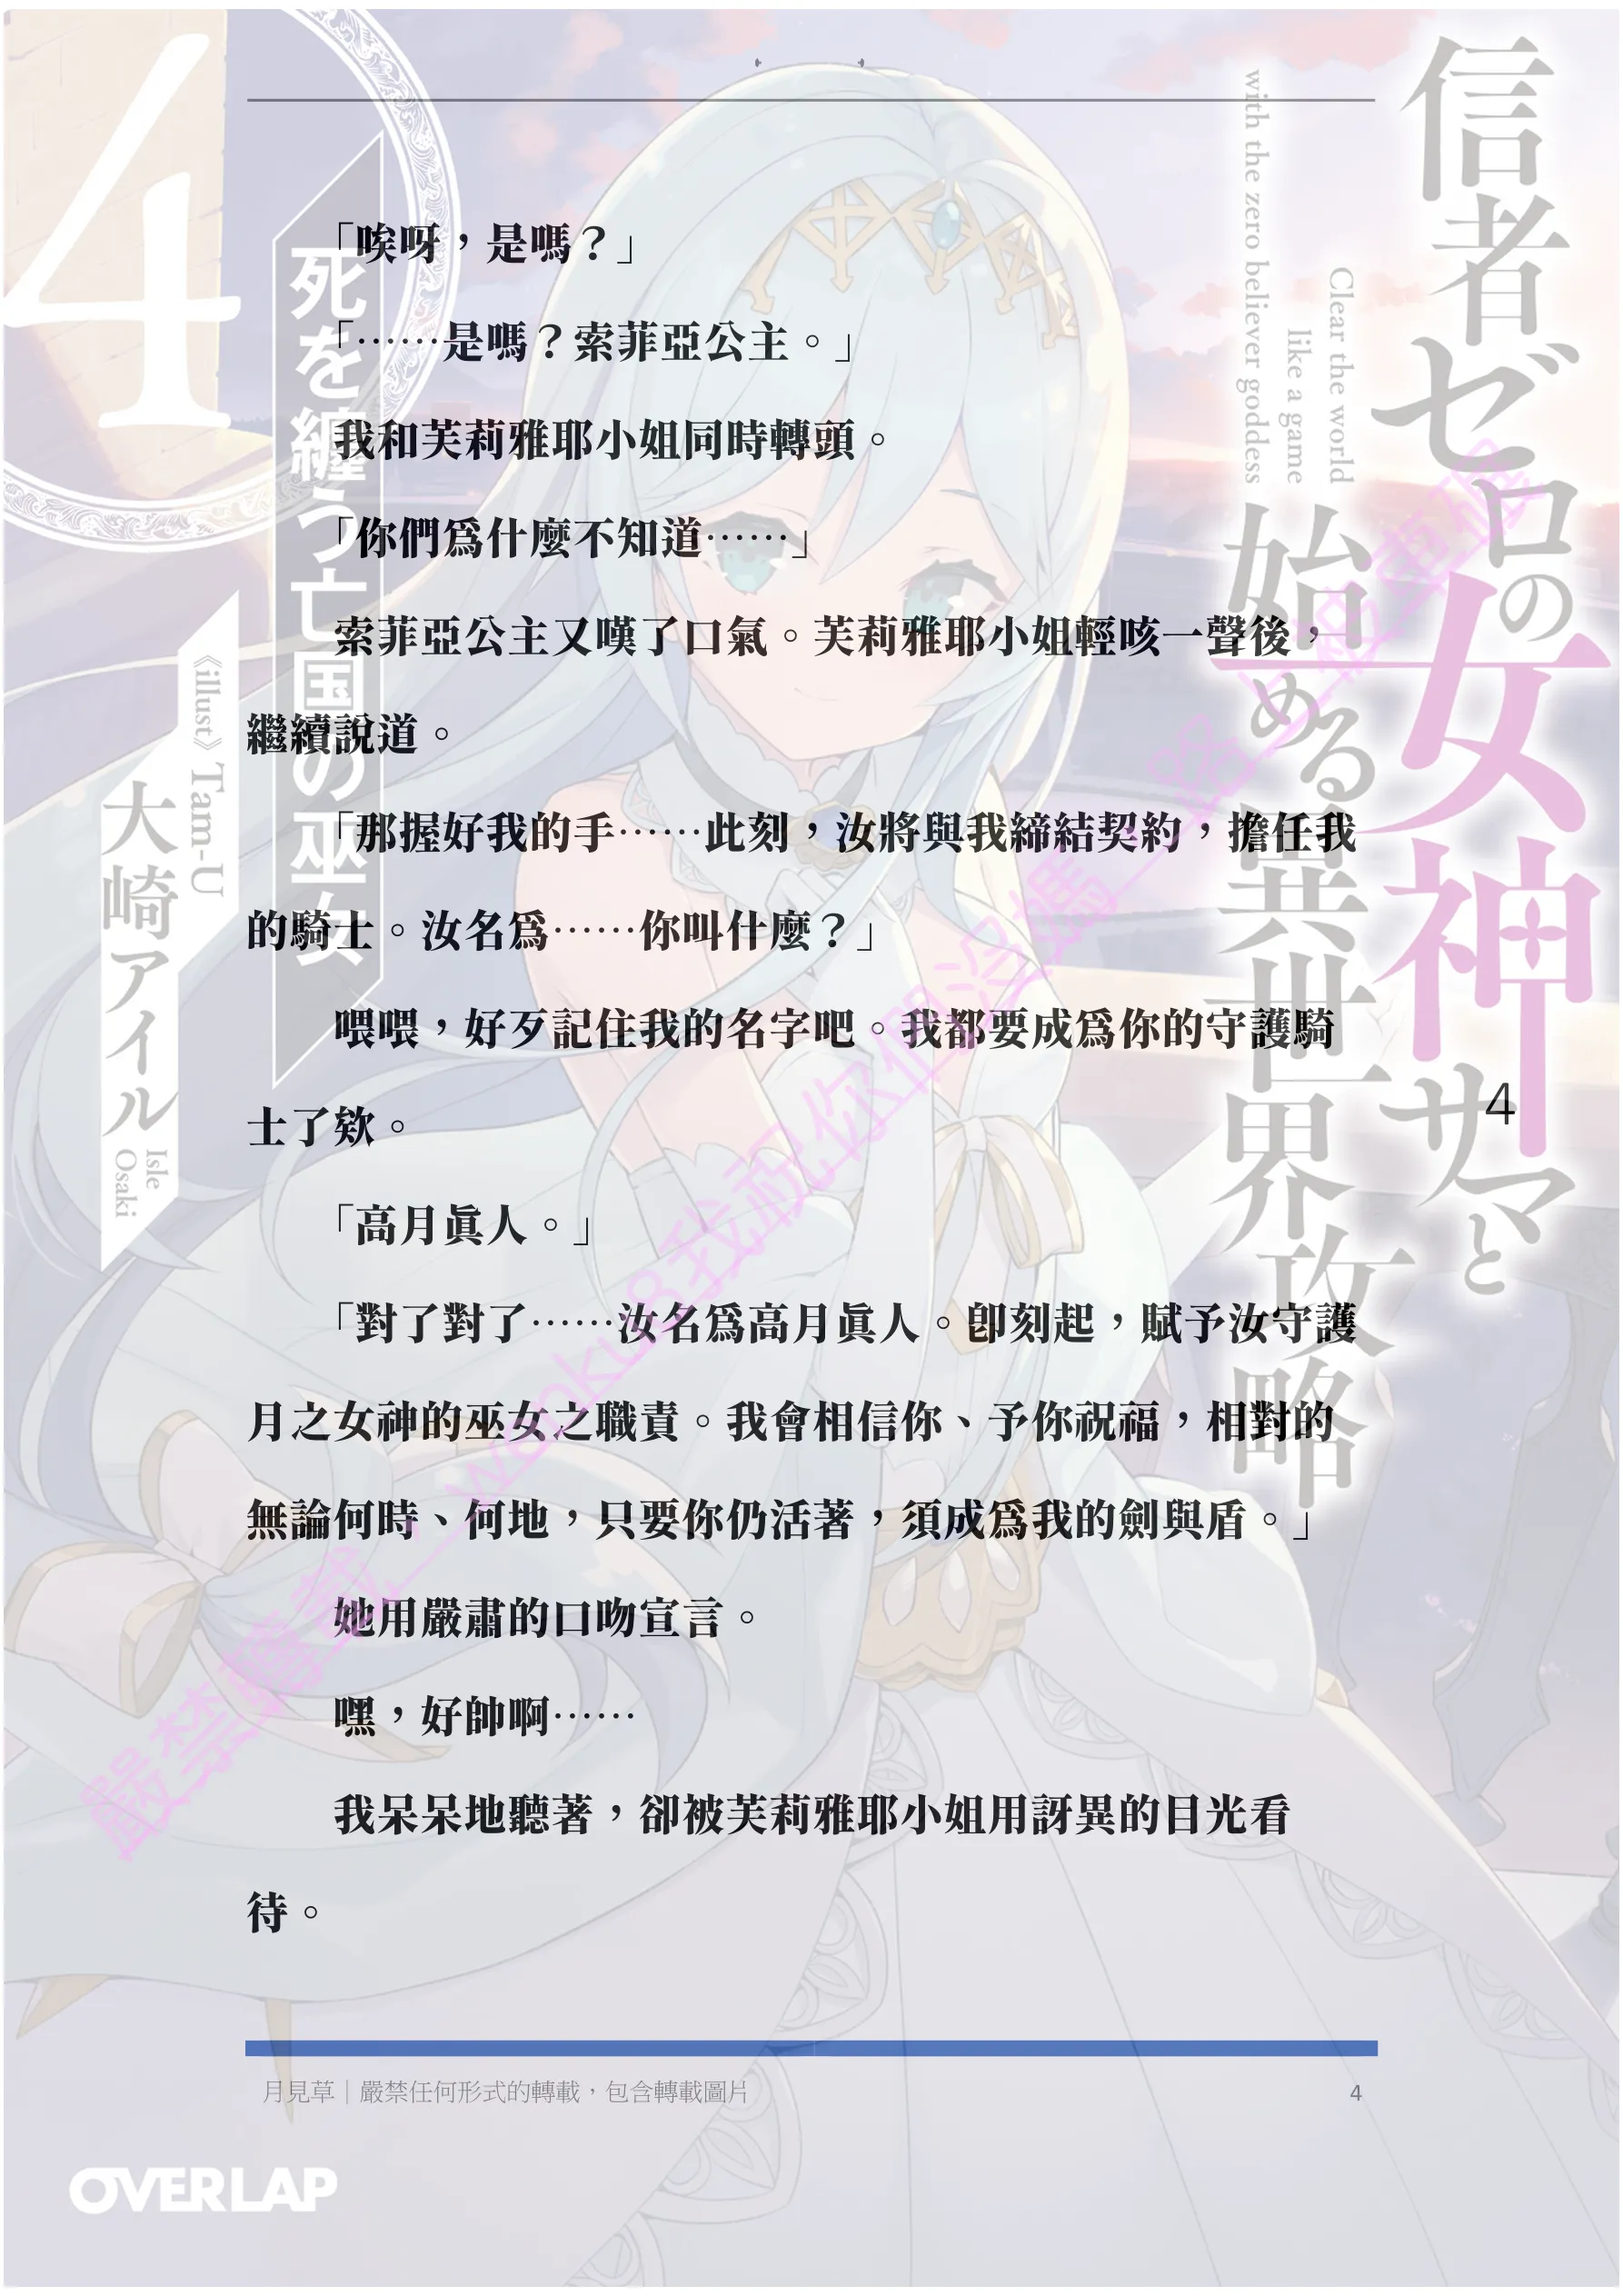 「唉呀，是嗎？」
「……是嗎？索菲亞公主。」
我和芙莉雅耶小姐同時轉頭。
「你們爲什麼不知道……」
索菲亞公主又嘆了口氣。芙莉雅耶小姐輕咳一聲後，
繼續說道。
「那握好我的手……此刻，汝將與我締結契約，擔任我
的騎士。汝名爲……你叫什麼？」
喂喂，好歹記住我的名字吧。我都要成爲你的守護騎
士了欸。
「高月眞人。」
「對了對了……汝名爲高月眞人。卽刻起，賦予汝守護
月之女神的巫女之職責。我會相信你、予你祝福，相對的
無論何時、何地，只要你仍活著，須成爲我的劍與盾。」
她用嚴肅的口吻宣言。
嘿，好帥啊……
我呆呆地聽著，卻被芙莉雅耶小姐用訝異的目光看
待。
月見草｜嚴禁任何形式的轉載，包含轉載圖片
4
4
信者ゼロの女神サマと
始める異世界攻略
Clear the world
like a game
with the zero believer goddess
4
死を纏う亡国の巫女
《illust》Tam-U
大崎アイル
Isle
Osaki
OVERLAP